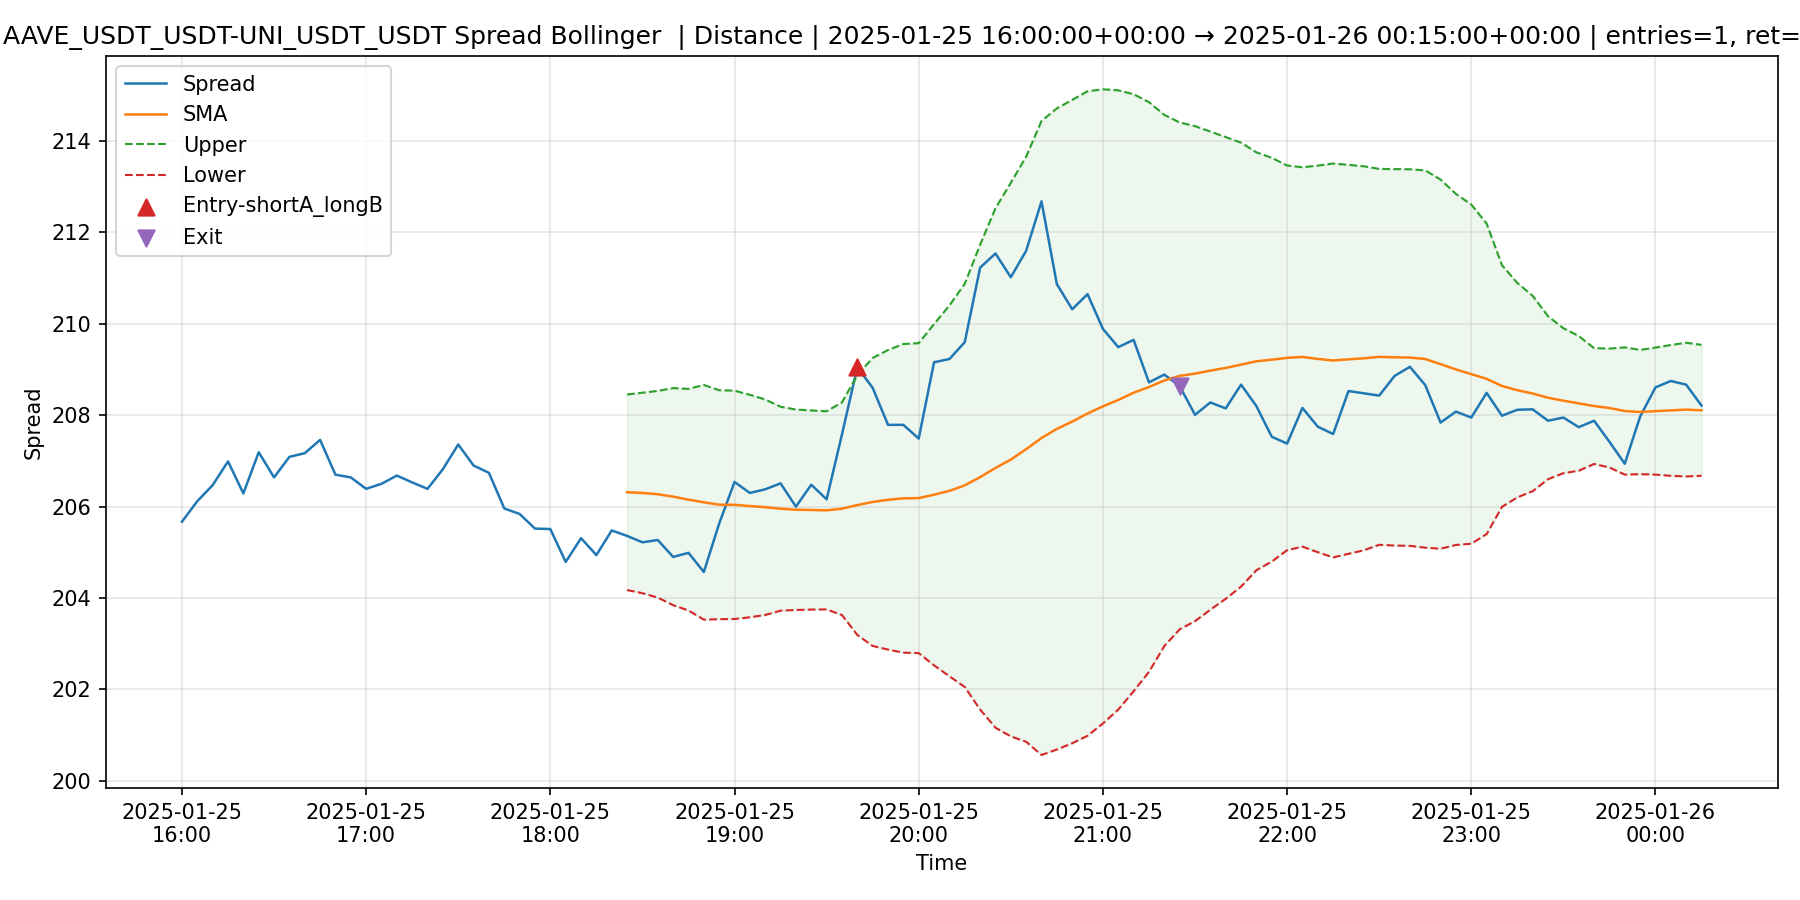 AAVE_USDT_USDT-UNI_USDT_USDT Spread Bollinger | Distance | 2025-01-25 16:00:00+00:00 → 2025-01-26 00:15:00+00:00 | entries=1, ret=
Spread
SMA
Upper
Lower
Entry-shortA_longB
Exit
214
212
210
208
206
204
202
200
Spread
2025-01-25 2025-01-25 2025-01-25 2025-01-25 2025-01-25 2025-01-25 2025-01-25 2025-01-25 2025-01-26
16:00 17:00 18:00 19:00 20:00 21:00 22:00 23:00 00:00
Time